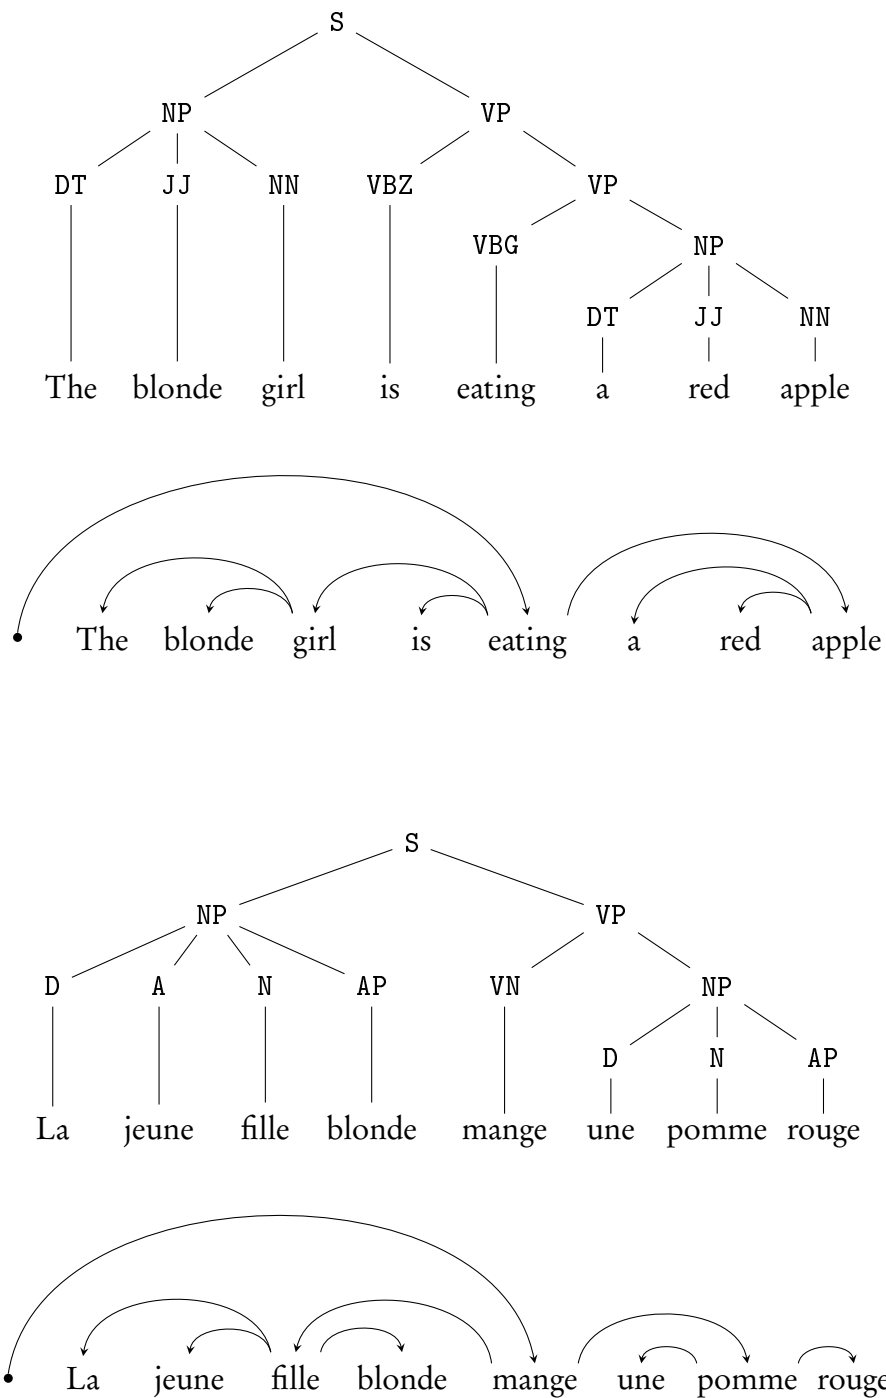 S
NP VP
DT JJ NN VBZ VP
VBG NP
DT JJ NN
The blonde girl is eating a red apple
The blonde girl is eating a red apple
S
NP VP
D A N AP VN NP
D N AP
La jeune fille blonde mange une pomme rouge
La jeune fille blonde mange une pomme rouge